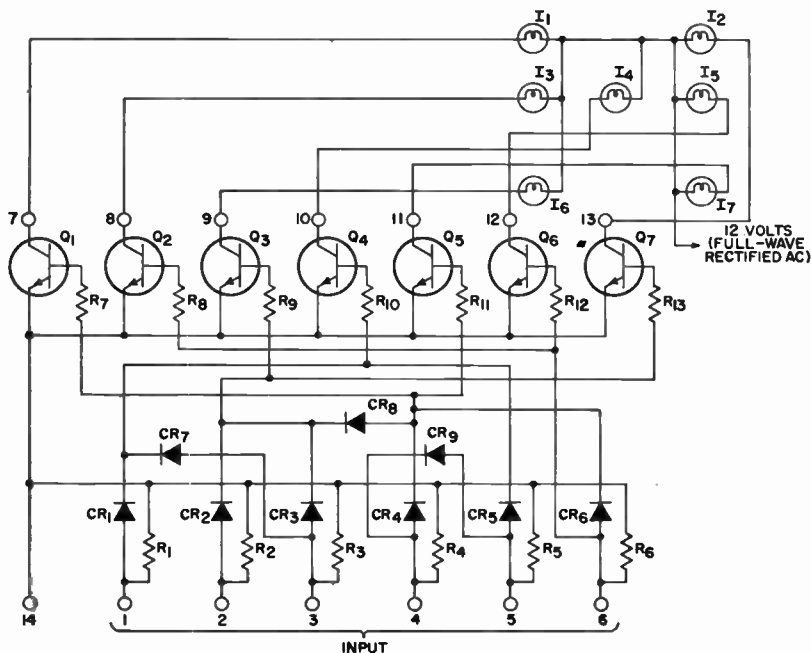 I1 I2
I3 I4 I5
I6 I7
7 8 9 10 11 12 13
Q1 Q2 Q3 Q4 Q5 Q6 Q7
12 VOLTS
(FULL-WAVE
RECTIFIED AC)
R7 R8 R9 R10 R11 R12 R13
CR8
CR7 CR9
CR1 CR2 CR3 CR4 CR5 CR6
R1 R2 R3 R4 R5 R6
14 1 2 3 4 5 6
INPUT